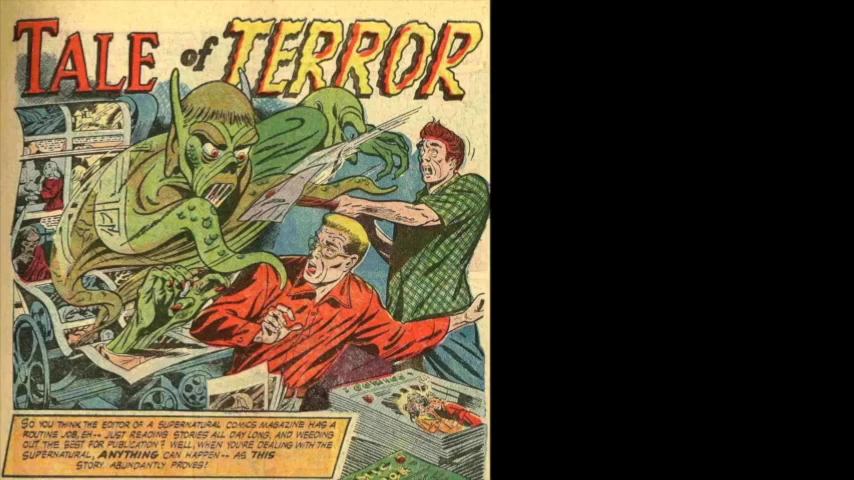 TALE of TERROR
SO YOU THINK THE EDITOR OF A SUPERNATURAL COMICS MAGAZINE HAS A
ROUTINE JOB, EH-- JUST READING STORIES ALL DAY LONG, AND WEEDING
OUT THE BEST FOR PUBLICATION? WELL, WHEN YOU'RE DEALING WITH THE
SUPERNATURAL, ANYTHING CAN HAPPEN-- AS THIS
STORY ABUNDANTLY PROVES!